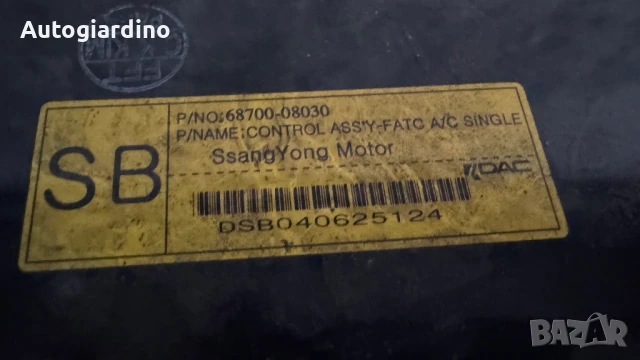 Autogiardino
P/NO:68700-08030
P/NAME:CONTROL ASS'Y-FATC A/C SINGLE
SB
SsangYong Motor
DAC
DSB040625124
BAZAR